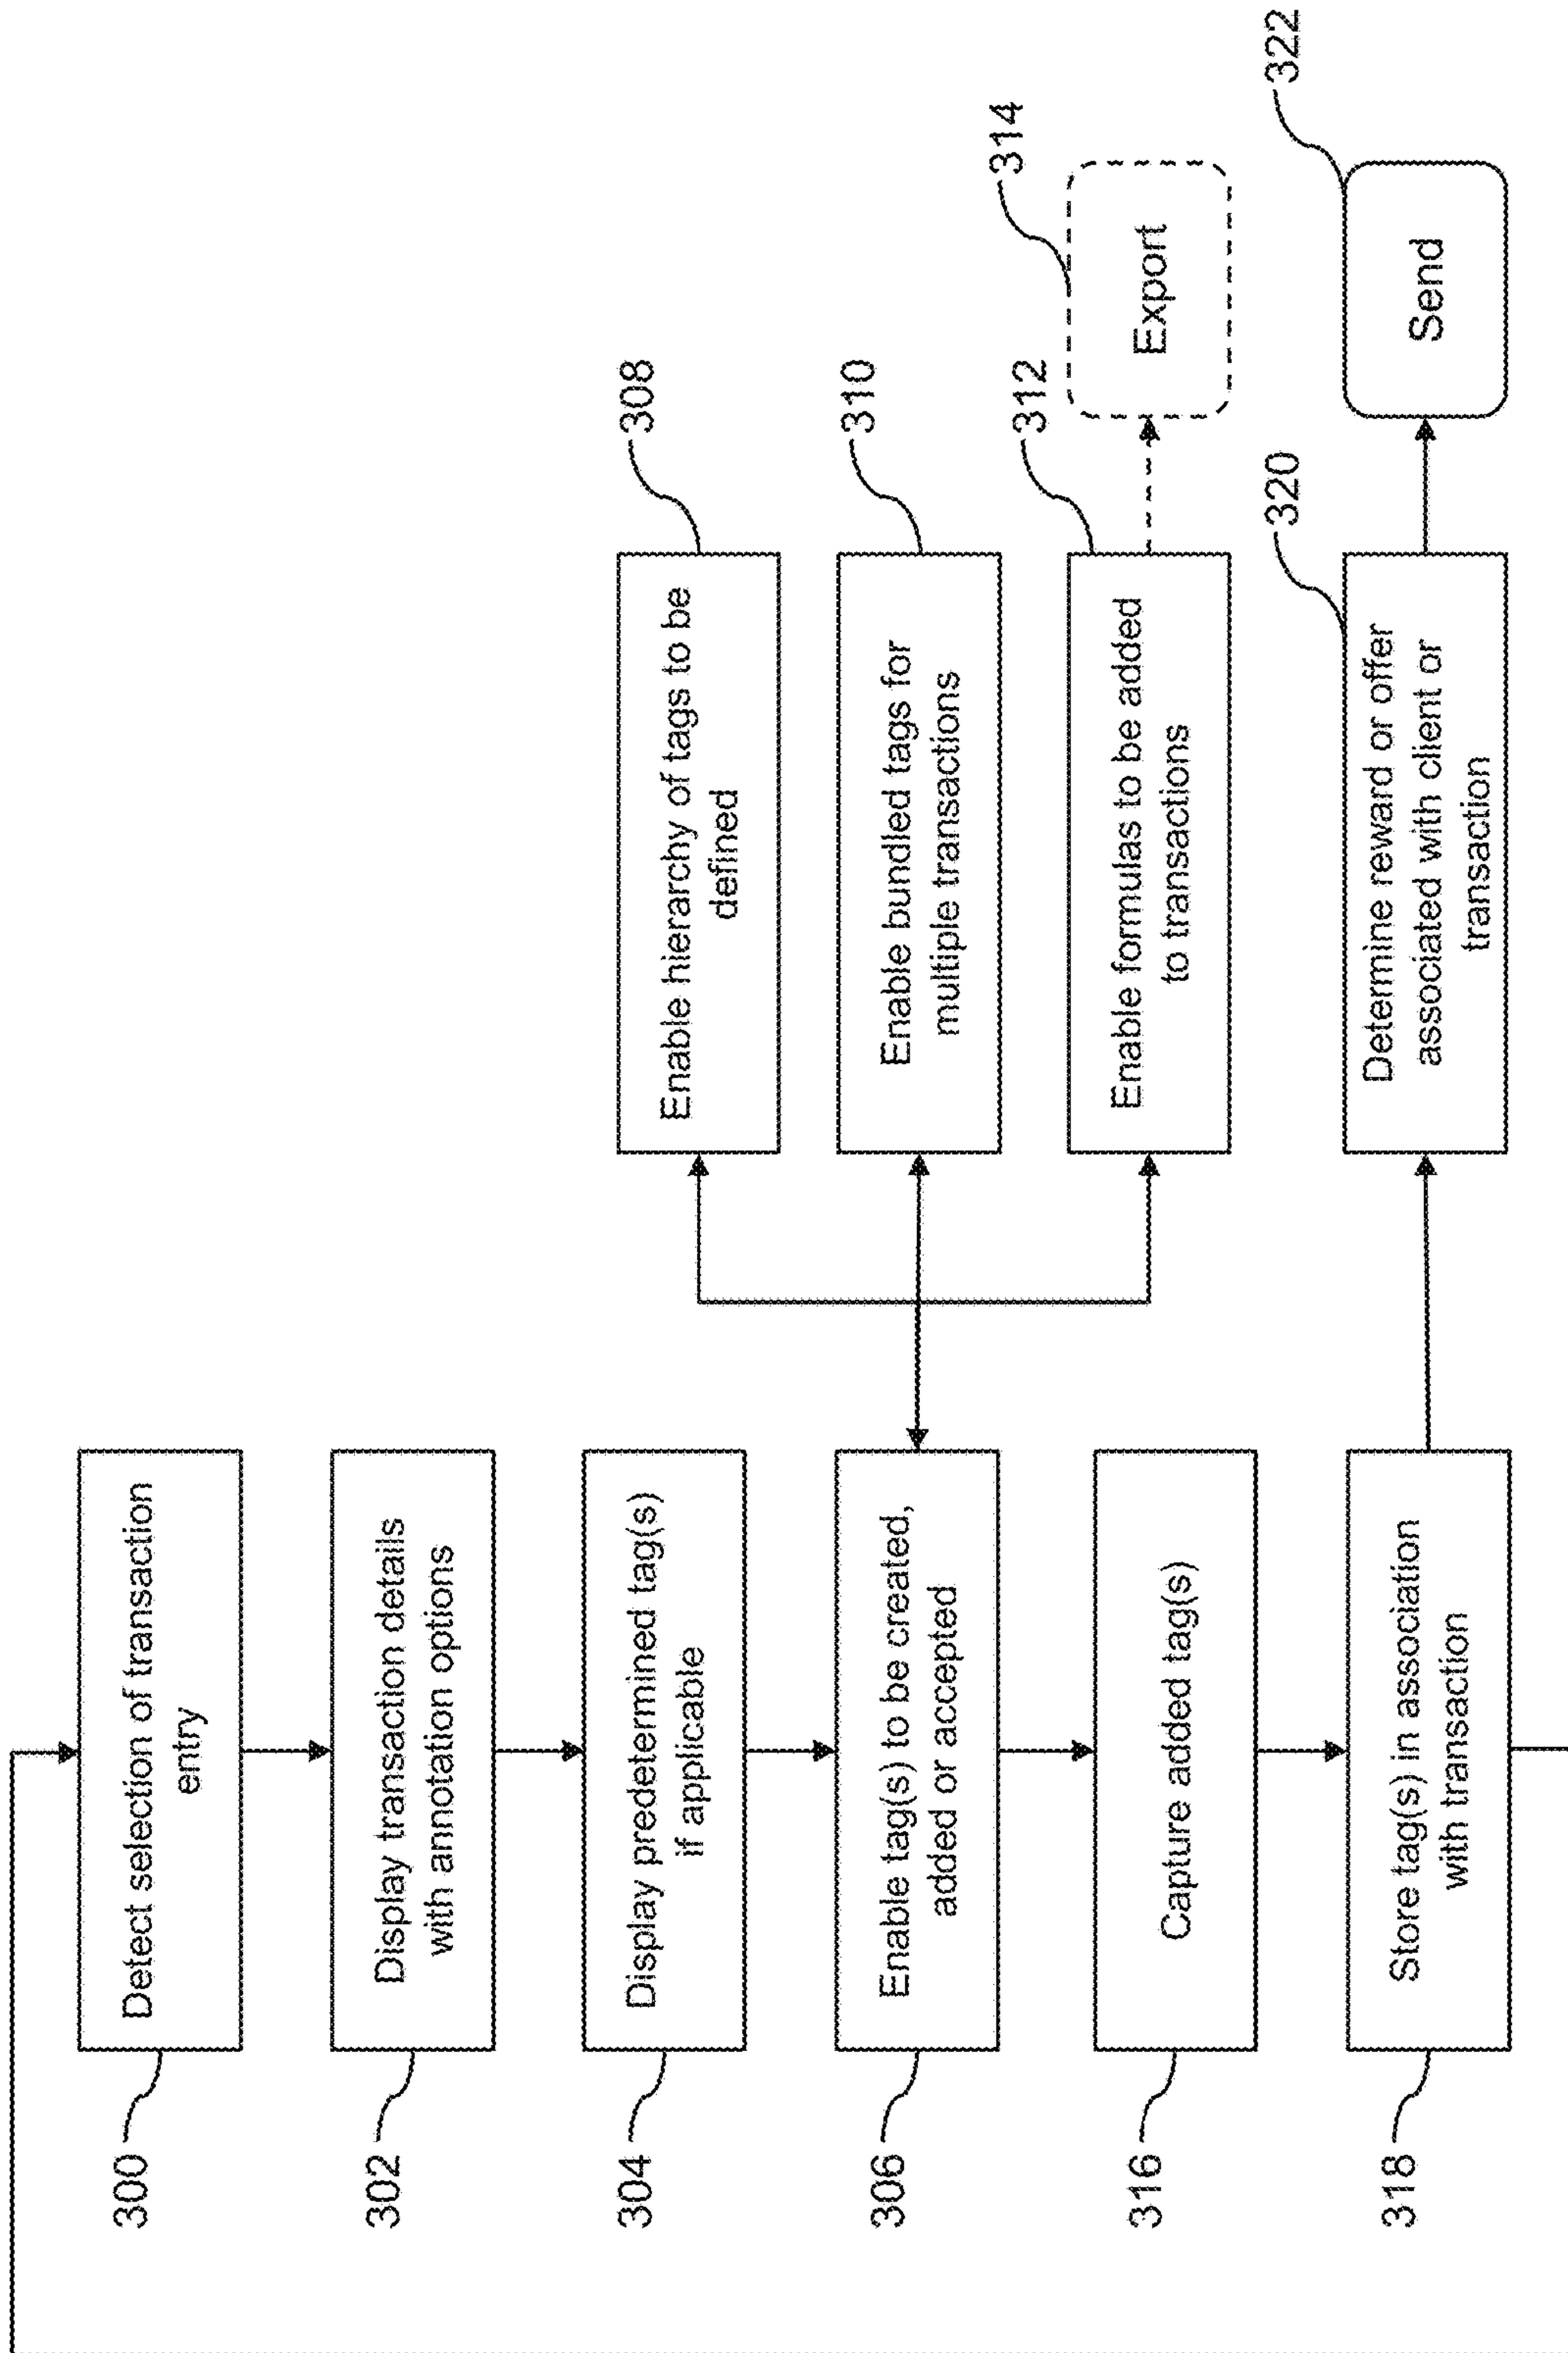 300
Detect selection of transaction
entry
302
Display transaction details
with annotation options
304
Display predetermined tag(s)
if applicable
306
Enable tag(s) to be created,
added or accepted
308
Enable hierarchy of tags to be
defined
310
Enable bundled tags for
multiple transactions
312
Enable formulas to be added
to transactions
314
Export
316
Capture added tag(s)
318
Store tag(s) in association
with transaction
320
Determine reward or offer
associated with client or
transaction
322
Send